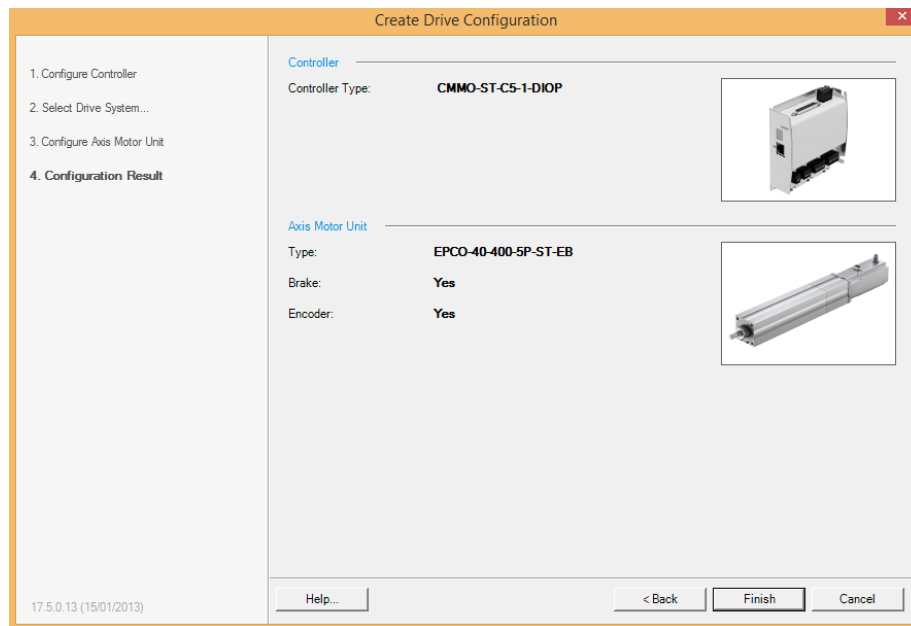 Create Drive Configuration
1. Configure Controller
2. Select Drive System...
3. Configure Axis Motor Unit
4. Configuration Result
Controller
Controller Type: CMMO-ST-C5-1-DIOP
Axis Motor Unit
Type: EPCO-40-400-5P-ST-EB
Brake: Yes
Encoder: Yes
17.5.0.13 (15/01/2013)
Help... < Back Finish Cancel